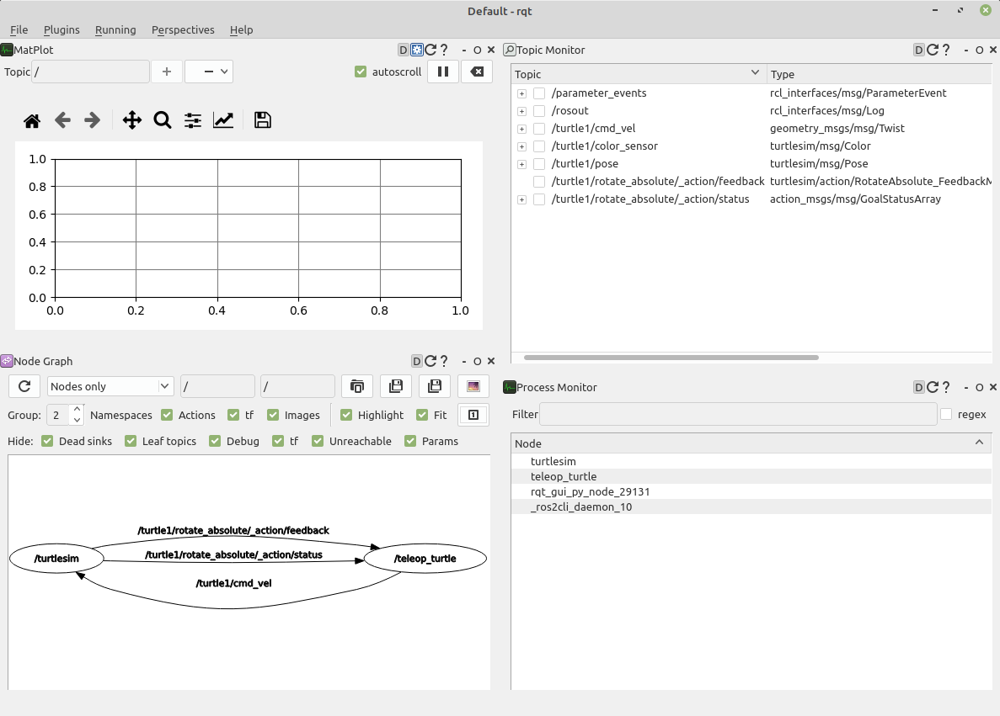 Default - rqt
File Plugins Running Perspectives Help
MatPlot D ? - O ×
Topic / + autoscroll
1.0
0.8
0.6
0.4
0.2
0.0
0.0 0.2 0.4 0.6 0.8 1.0
Topic Monitor D ? - O ×
Topic Type
/parameter_events rcl_interfaces/msg/ParameterEvent
/rosout rcl_interfaces/msg/Log
/turtle1/cmd_vel geometry_msgs/msg/Twist
/turtle1/color_sensor turtlesim/msg/Color
/turtle1/pose turtlesim/msg/Pose
/turtle1/rotate_absolute/_action/feedback turtlesim/action/RotateAbsolute_FeedbackM
/turtle1/rotate_absolute/_action/status action_msgs/msg/GoalStatusArray
Node Graph D ? - O ×
Nodes only / /
Group: 2 Namespaces Actions tf Images Highlight Fit 1
Hide: Dead sinks Leaf topics Debug tf Unreachable Params
/turtle1/rotate_absolute/_action/feedback
/turtlesim /turtle1/rotate_absolute/_action/status /teleop_turtle
/turtle1/cmd_vel
Process Monitor D ? - O ×
Filter regex
Node
turtlesim
teleop_turtle
rqt_gui_py_node_29131
_ros2cli_daemon_10